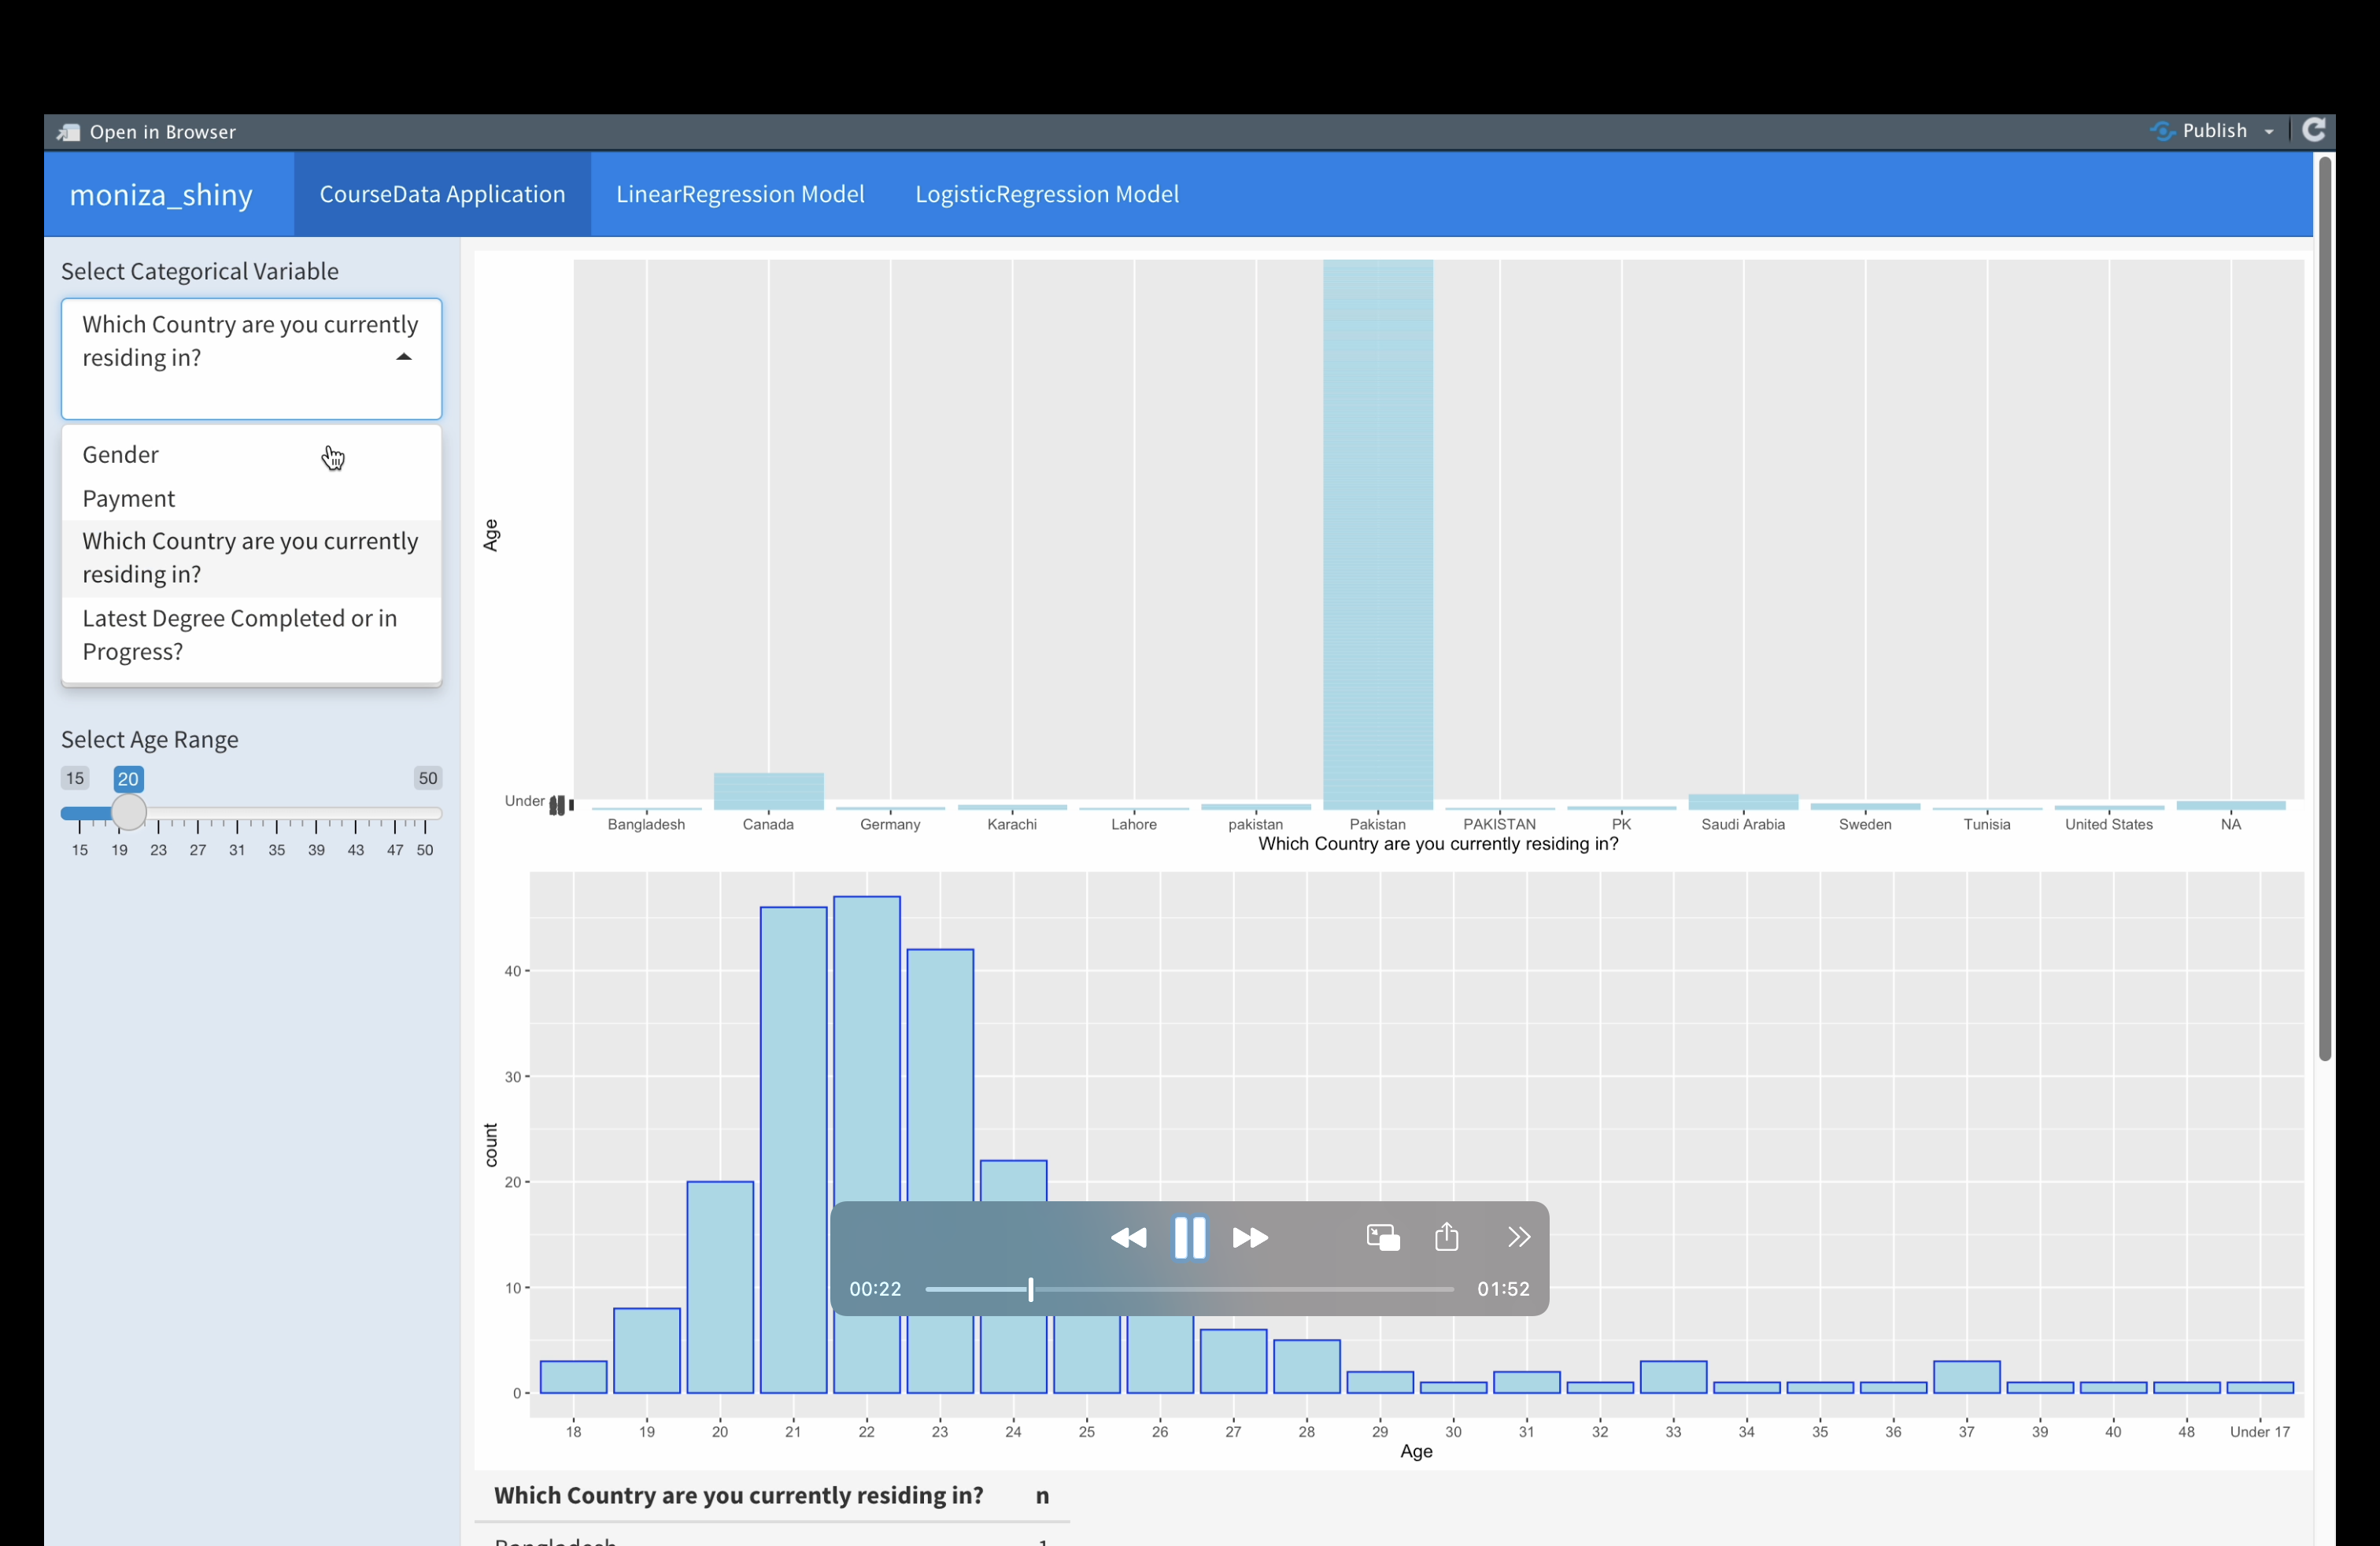 Open in Browser
Publish
moniza_shiny
CourseData Application
LinearRegression Model
LogisticRegression Model
Select Categorical Variable
Which Country are you currently
residing in?
Gender
Payment
Which Country are you currently
residing in?
Latest Degree Completed or in
Progress?
Select Age Range
15 20 50
15 19 23 27 31 35 39 43 47 50
Age
Under
Bangladesh Canada Germany Karachi Lahore pakistan Pakistan PAKISTAN PK Saudi Arabia Sweden Tunisia United States NA
Which Country are you currently residing in?
count
40
30
20
10
0
00:22 01:52
18 19 20 21 22 23 24 25 26 27 28 29 30 31 32 33 34 35 36 37 39 40 48 Under 17
Age
Which Country are you currently residing in? n
Bangladesh 1